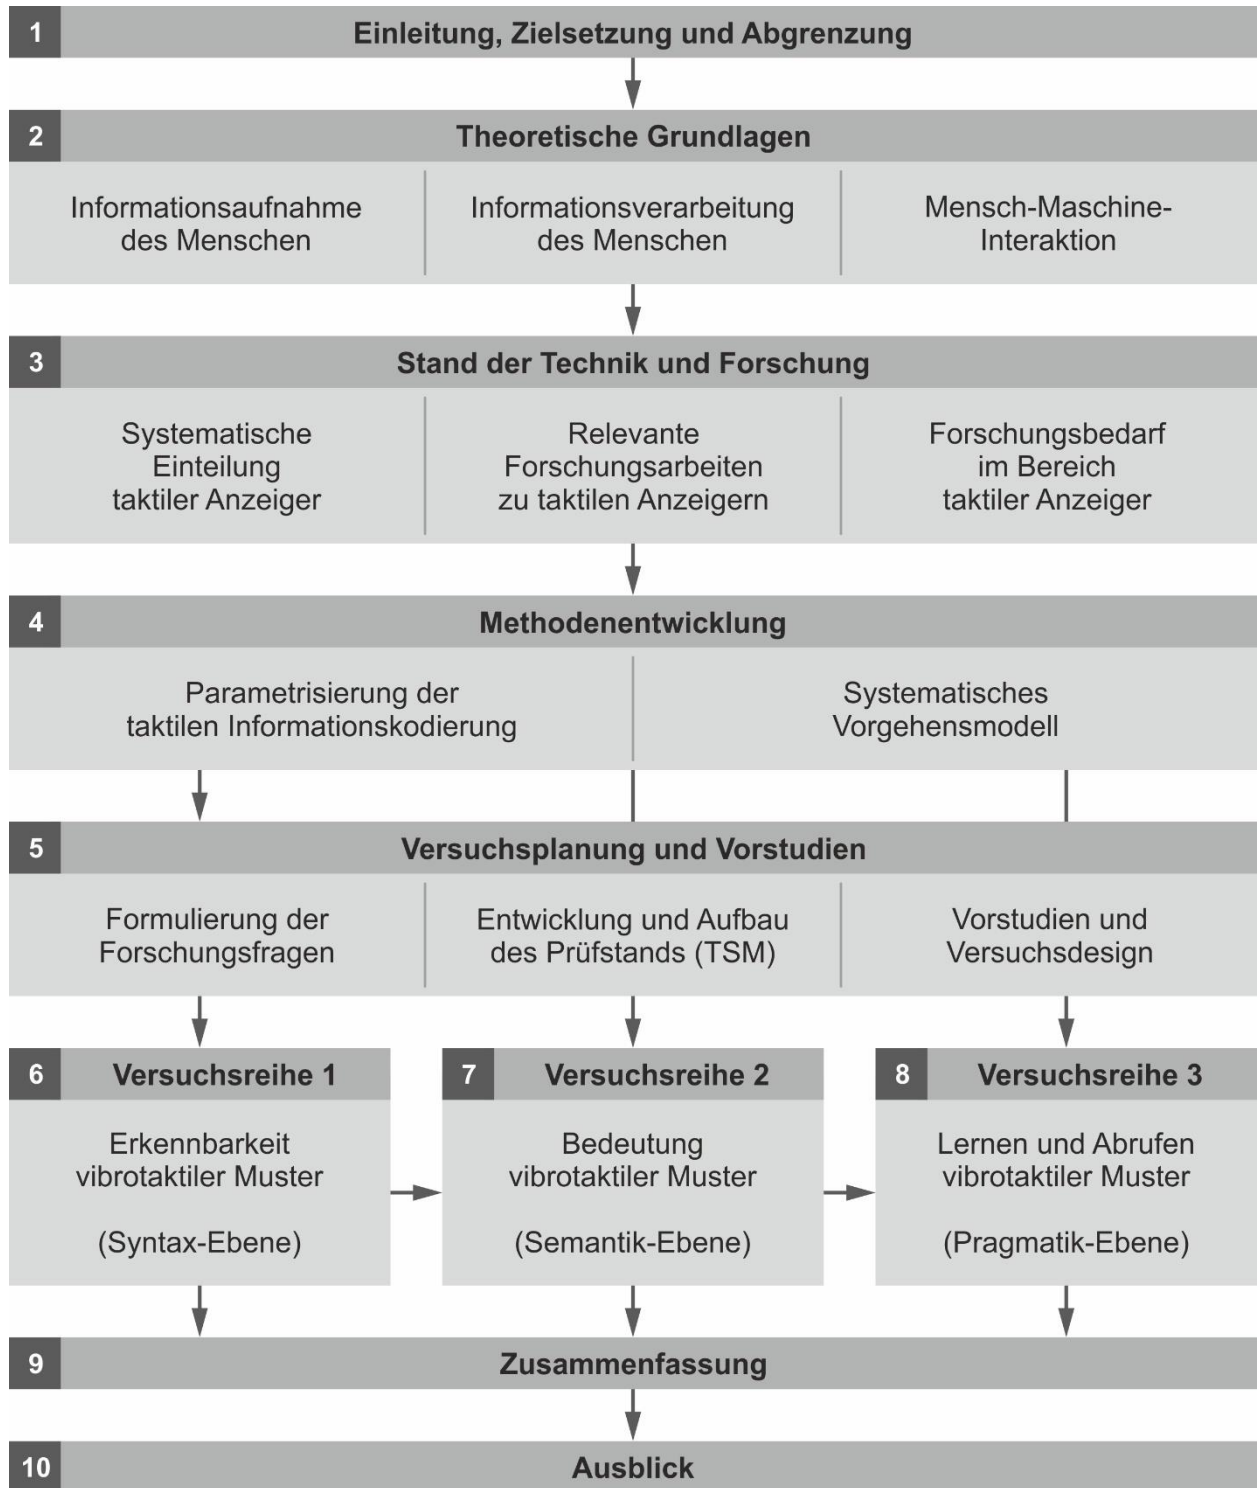 1 Einleitung, Zielsetzung und Abgrenzung
2 Theoretische Grundlagen
Informationsaufnahme
des Menschen
Informationsverarbeitung
des Menschen
Mensch-Maschine-
Interaktion
3 Stand der Technik und Forschung
Systematische
Einteilung
taktiler Anzeiger
Relevante
Forschungsarbeiten
zu taktilen Anzeigern
Forschungsbedarf
im Bereich
taktiler Anzeiger
4 Methodenentwicklung
Parametrisierung der
taktilen Informationskodierung
Systematisches
Vorgehensmodell
5 Versuchsplanung und Vorstudien
Formulierung der
Forschungsfragen
Entwicklung und Aufbau
des Prüfstands (TSM)
Vorstudien und
Versuchsdesign
6 Versuchsreihe 1
Erkennbarkeit
vibrotaktiler Muster
(Syntax-Ebene)
7 Versuchsreihe 2
Bedeutung
vibrotaktiler Muster
(Semantik-Ebene)
8 Versuchsreihe 3
Lernen und Abrufen
vibrotaktiler Muster
(Pragmatik-Ebene)
9 Zusammenfassung
10 Ausblick